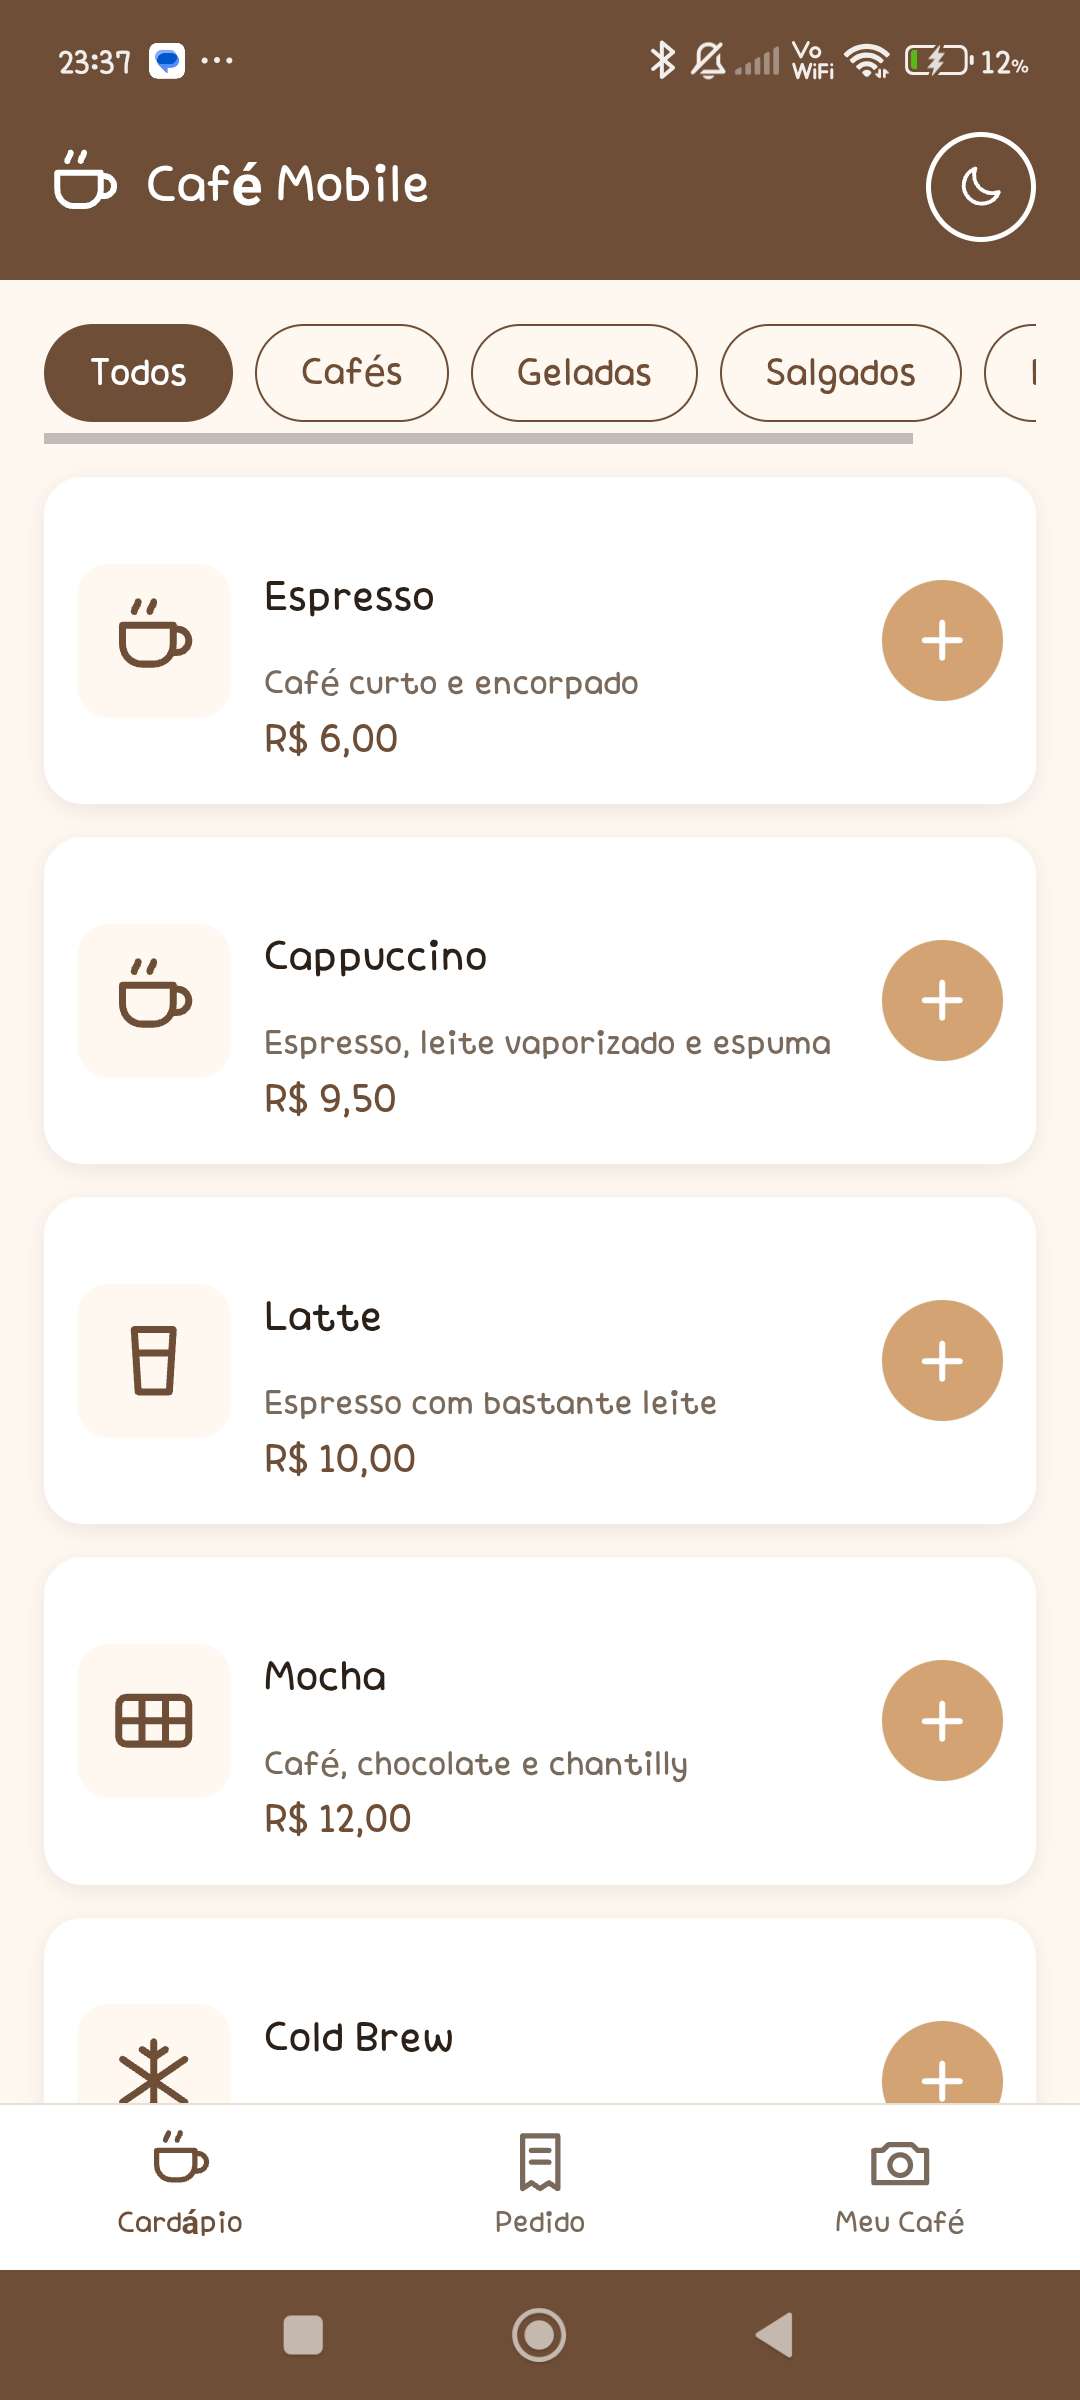 23:37
Vo
WiFi
12%
Café Mobile
Todos
Cafés
Geladas
Salgados
Espresso
Café curto e encorpado
R$ 6,00
Cappuccino
Espresso, leite vaporizado e espuma
R$ 9,50
Latte
Espresso com bastante leite
R$ 10,00
Mocha
Café, chocolate e chantilly
R$ 12,00
Cold Brew
Cardápio
Pedido
Meu Café